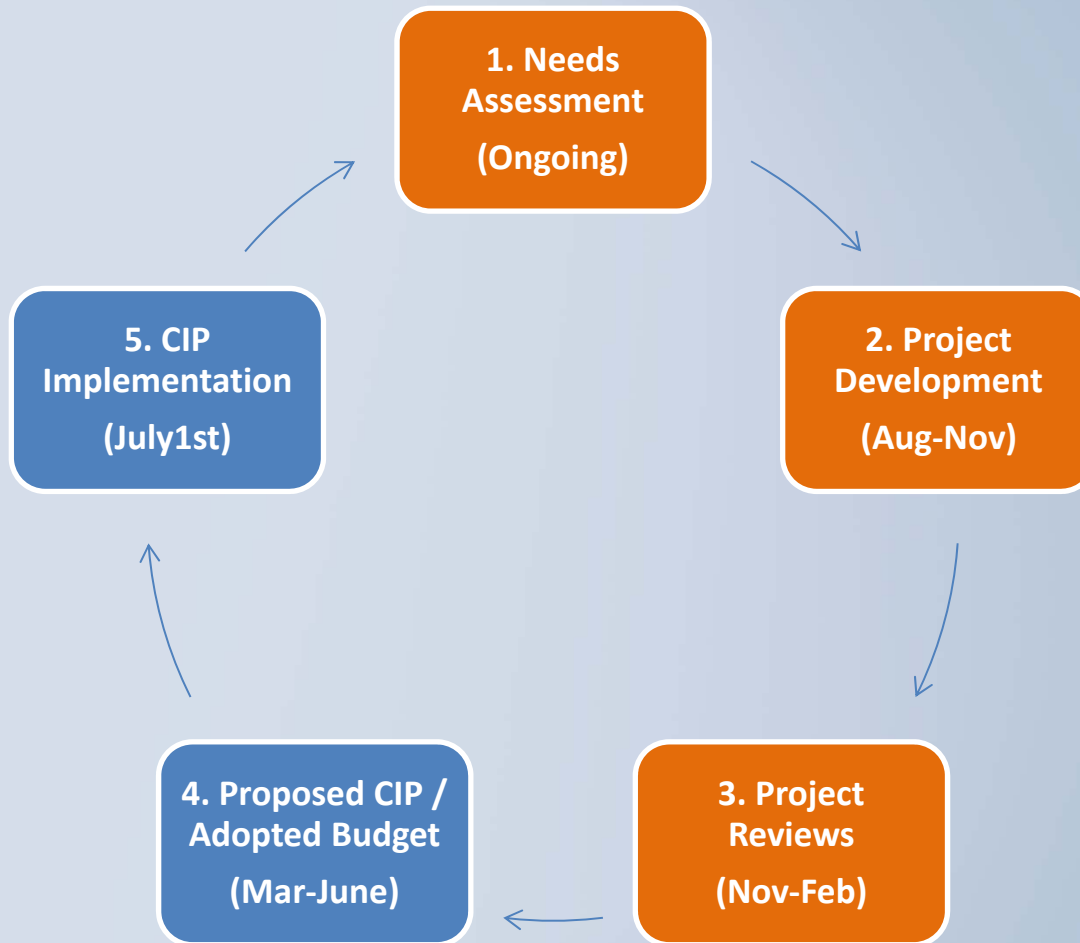 1. Needs
Assessment
(Ongoing)
2. Project
Development
(Aug-Nov)
3. Project
Reviews
(Nov-Feb)
4. Proposed CIP /
Adopted Budget
(Mar-June)
5. CIP
Implementation
(July1st)